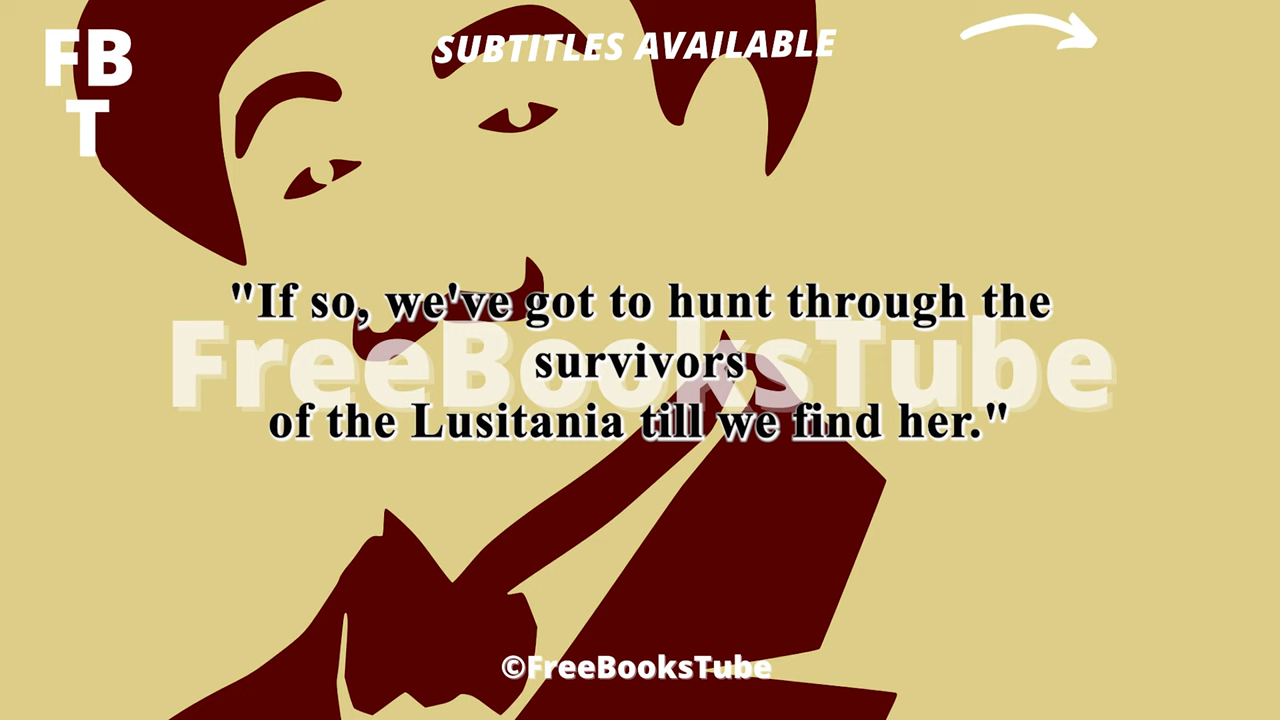 FB
T
SUBTITLES AVAILABLE
"If so, we've got to hunt through the
survivors
of the Lusitania till we find her."
FreeBooksTube
©FreeBooksTube